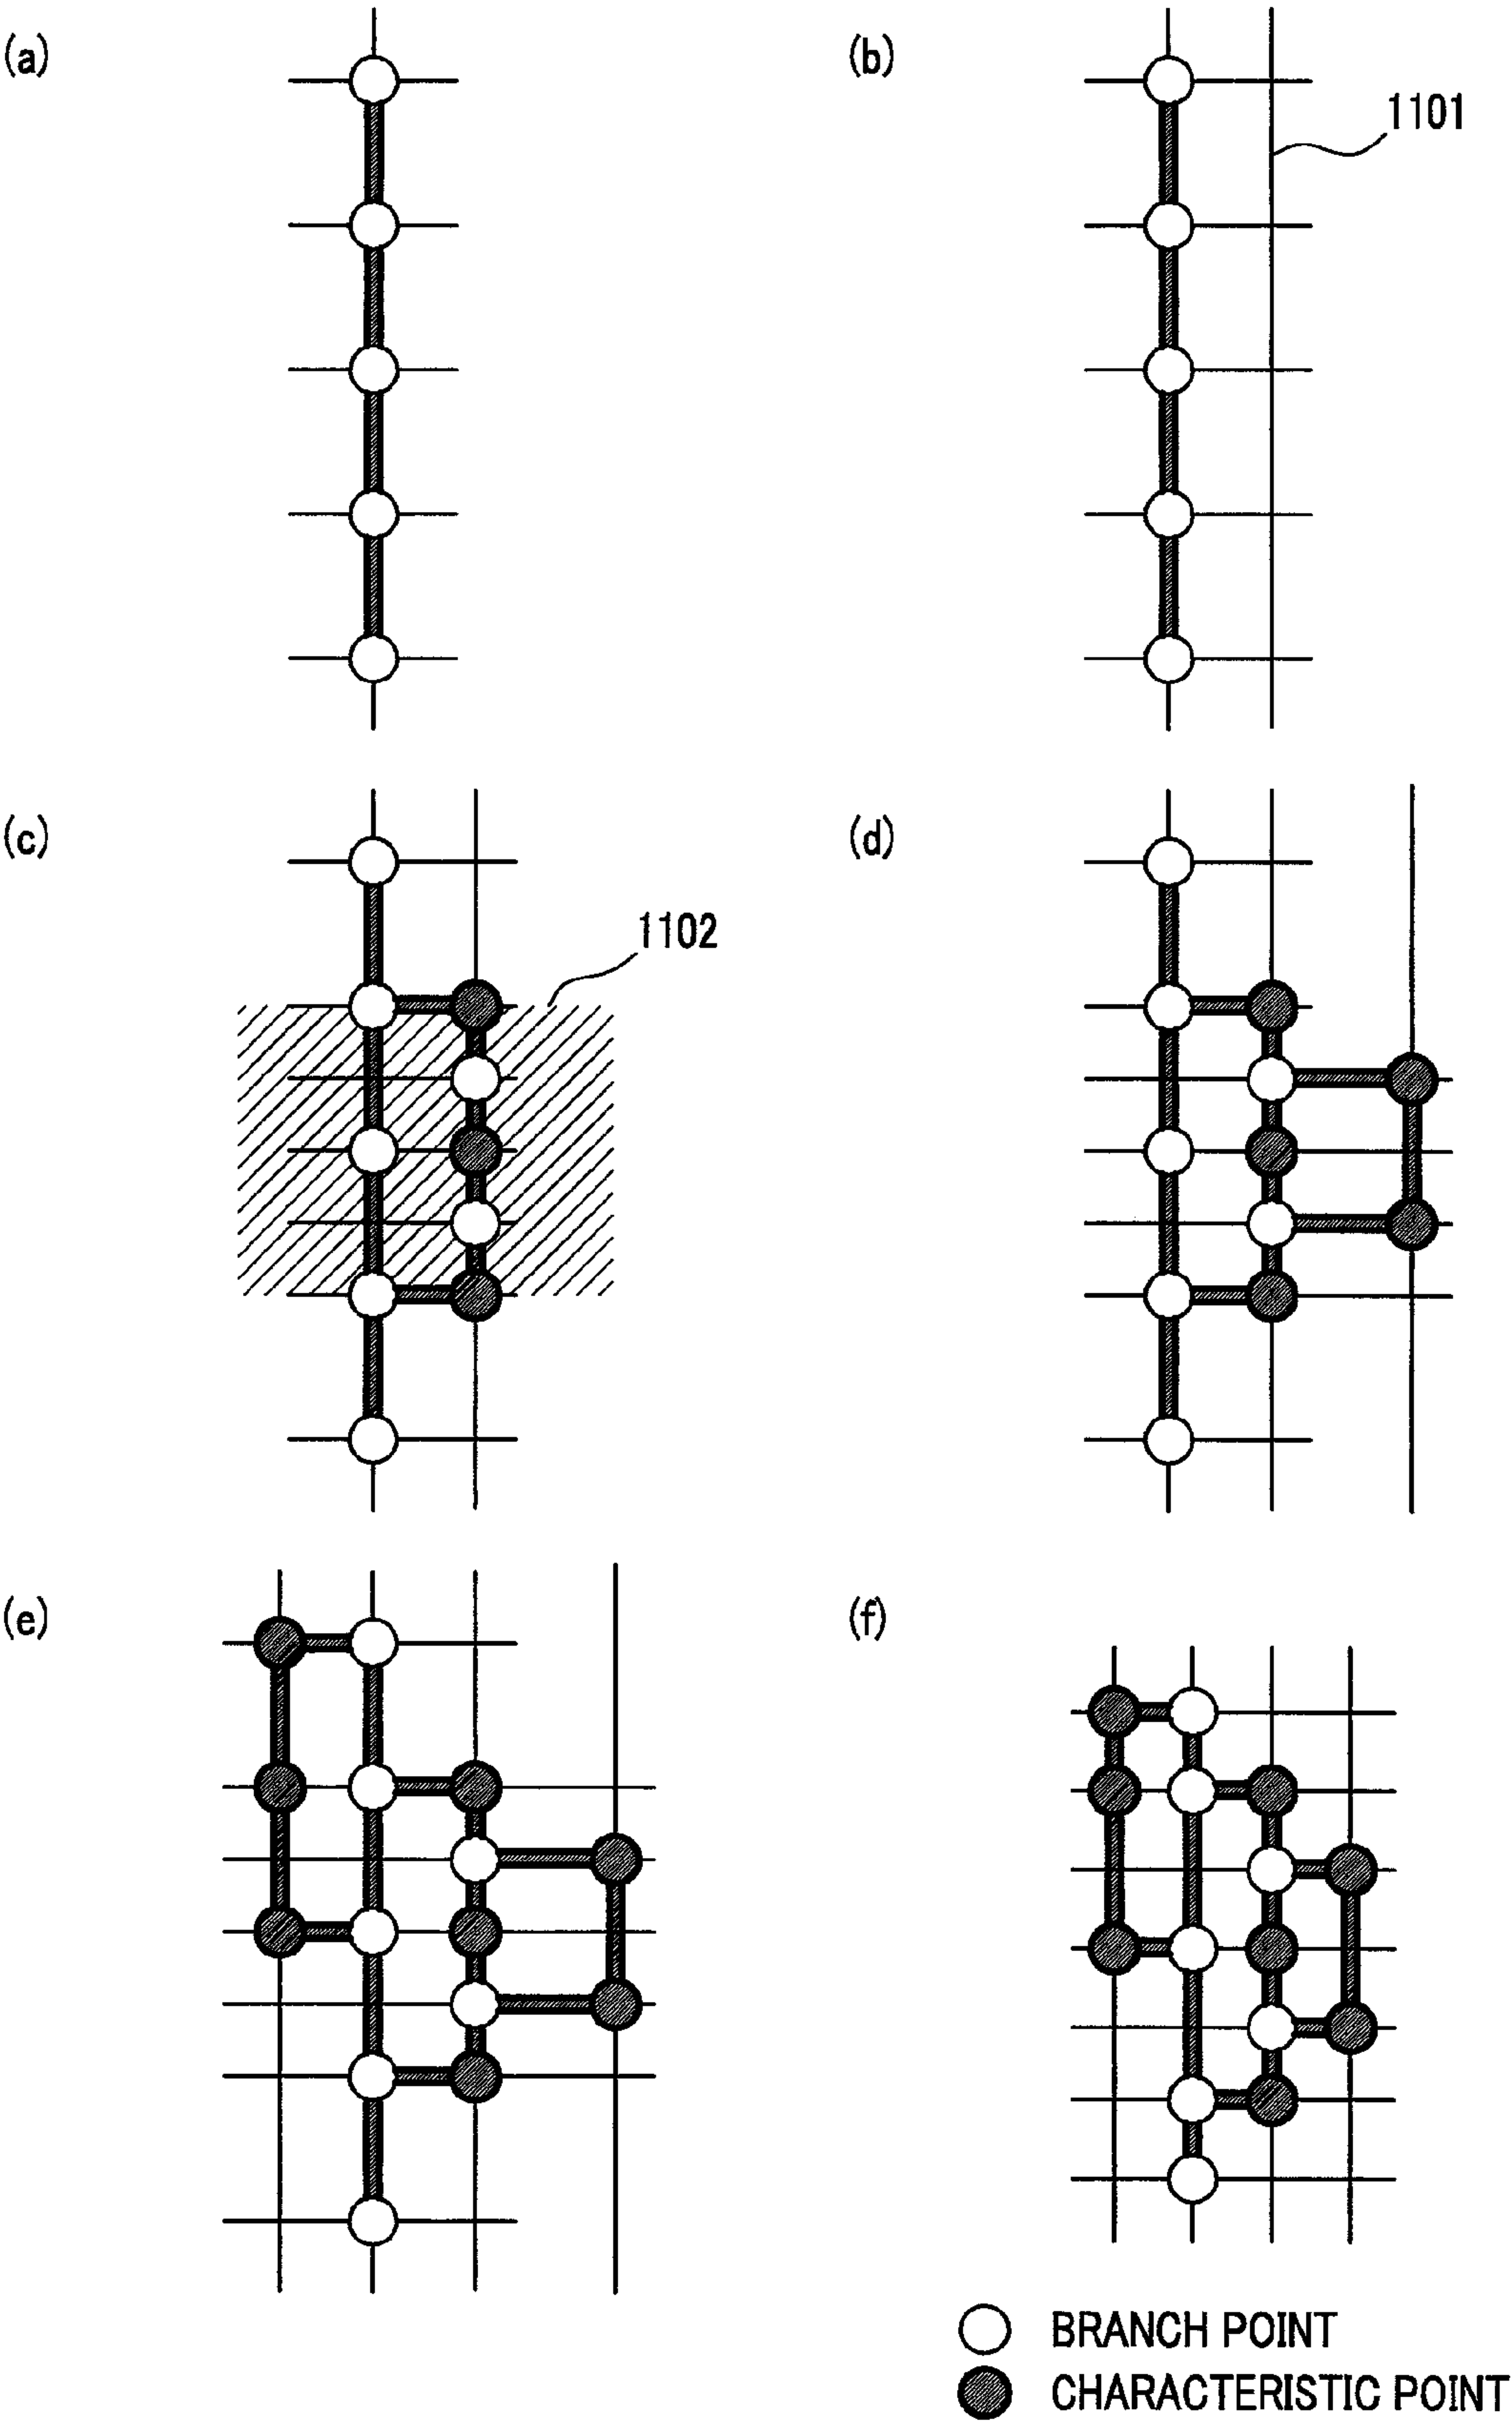 (a)
(b)
1101
(c)
(d)
1102
(e)
(f)
BRANCH POINT
CHARACTERISTIC POINT